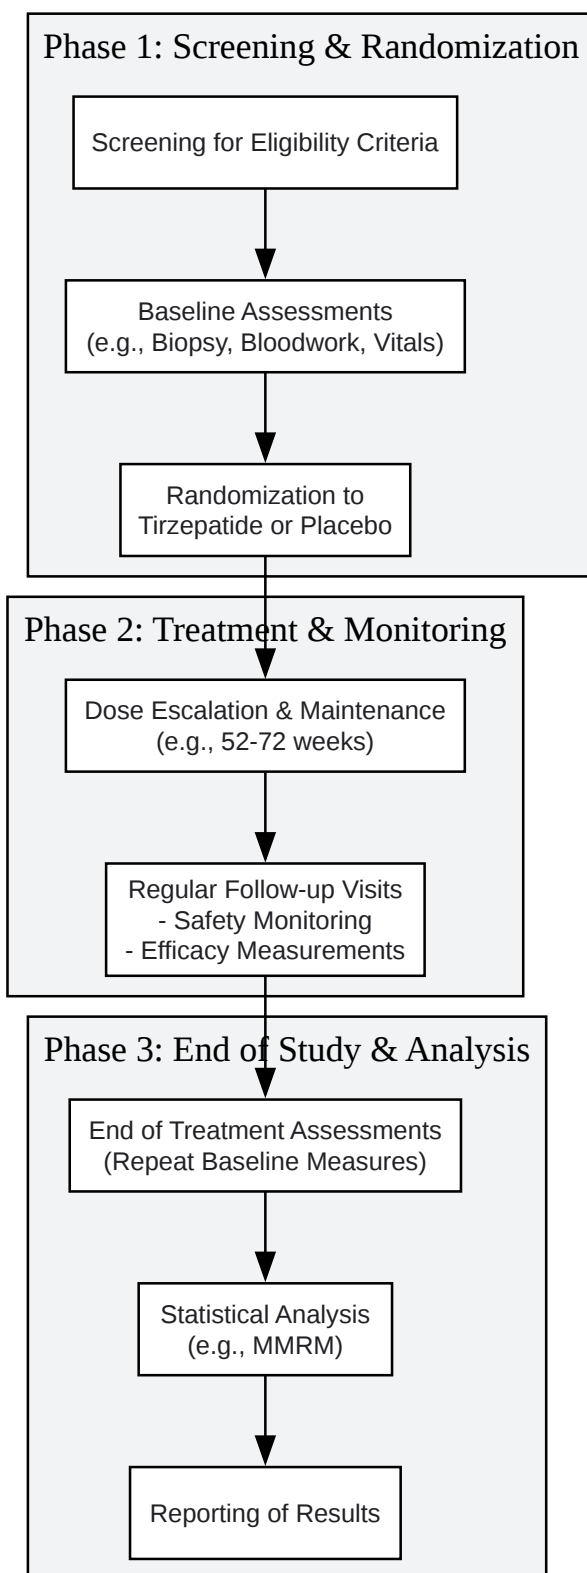 Phase 1: Screening & Randomization
Screening for Eligibility Criteria
Baseline Assessments
(e.g., Biopsy, Bloodwork, Vitals)
Randomization to
Tirzepatide or Placebo
Phase 2: Treatment & Monitoring
Dose Escalation & Maintenance
(e.g., 52-72 weeks)
Regular Follow-up Visits
- Safety Monitoring
- Efficacy Measurements
Phase 3: End of Study & Analysis
End of Treatment Assessments
(Repeat Baseline Measures)
Statistical Analysis
(e.g., MMRM)
Reporting of Results